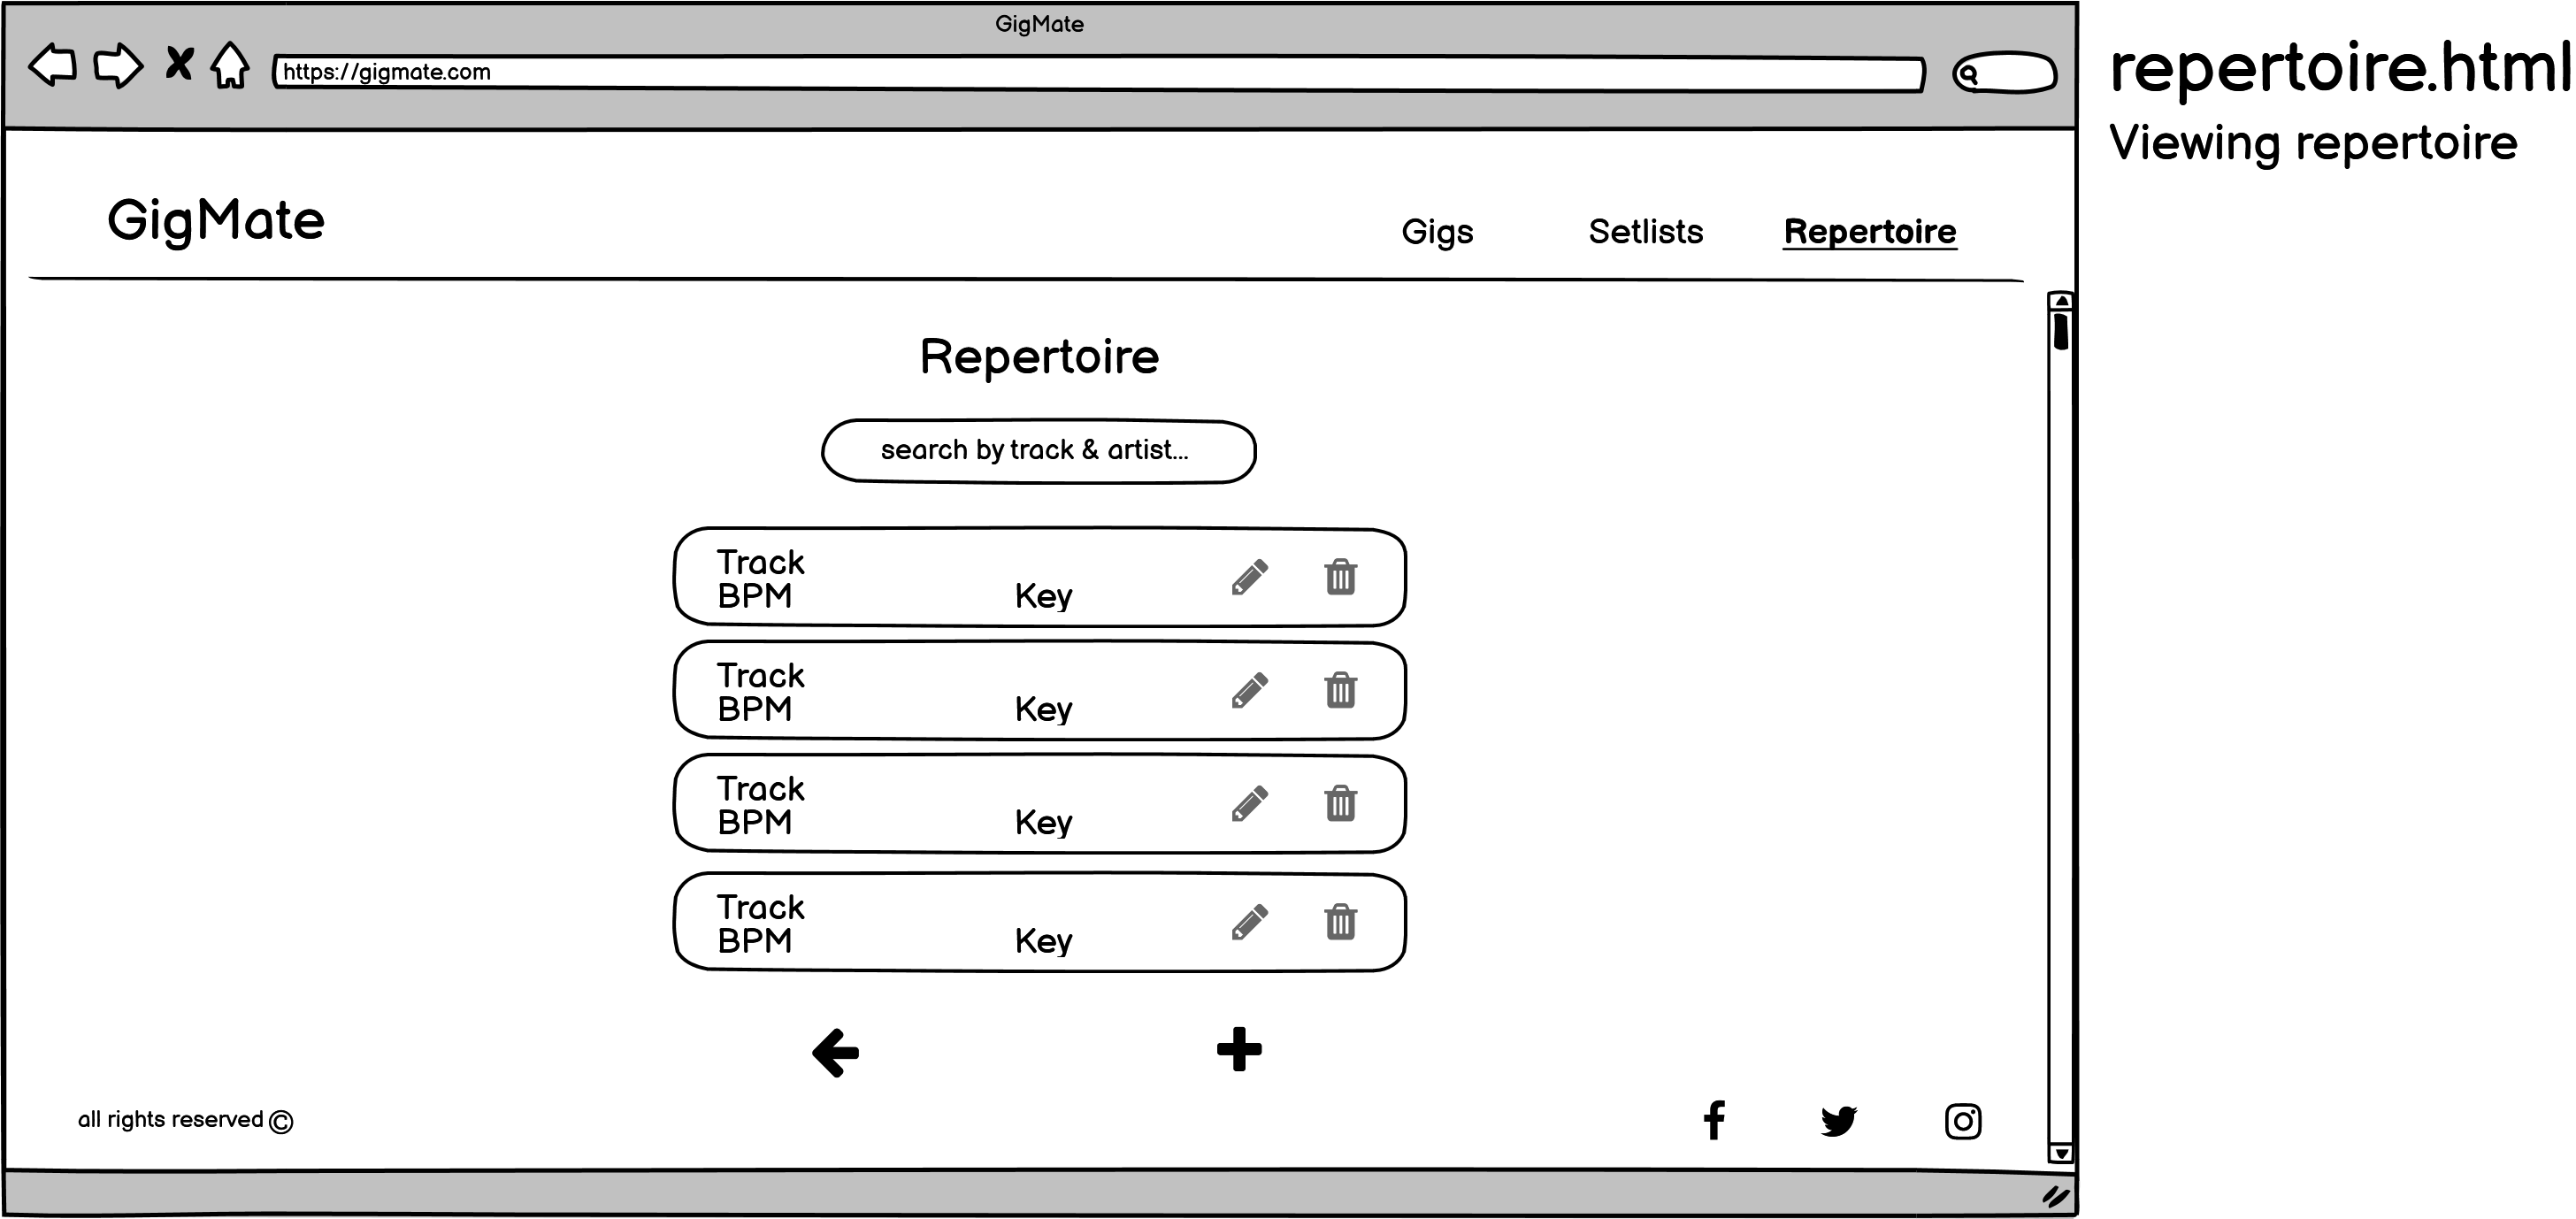 GigMate
https://gigmate.com
repertoire.html
Viewing repertoire
GigMate
Gigs
Setlists
Repertoire
Repertoire
search by track & artist...
Track
BPM Key
Track
BPM Key
Track
BPM Key
Track
BPM Key
all rights reserved ©